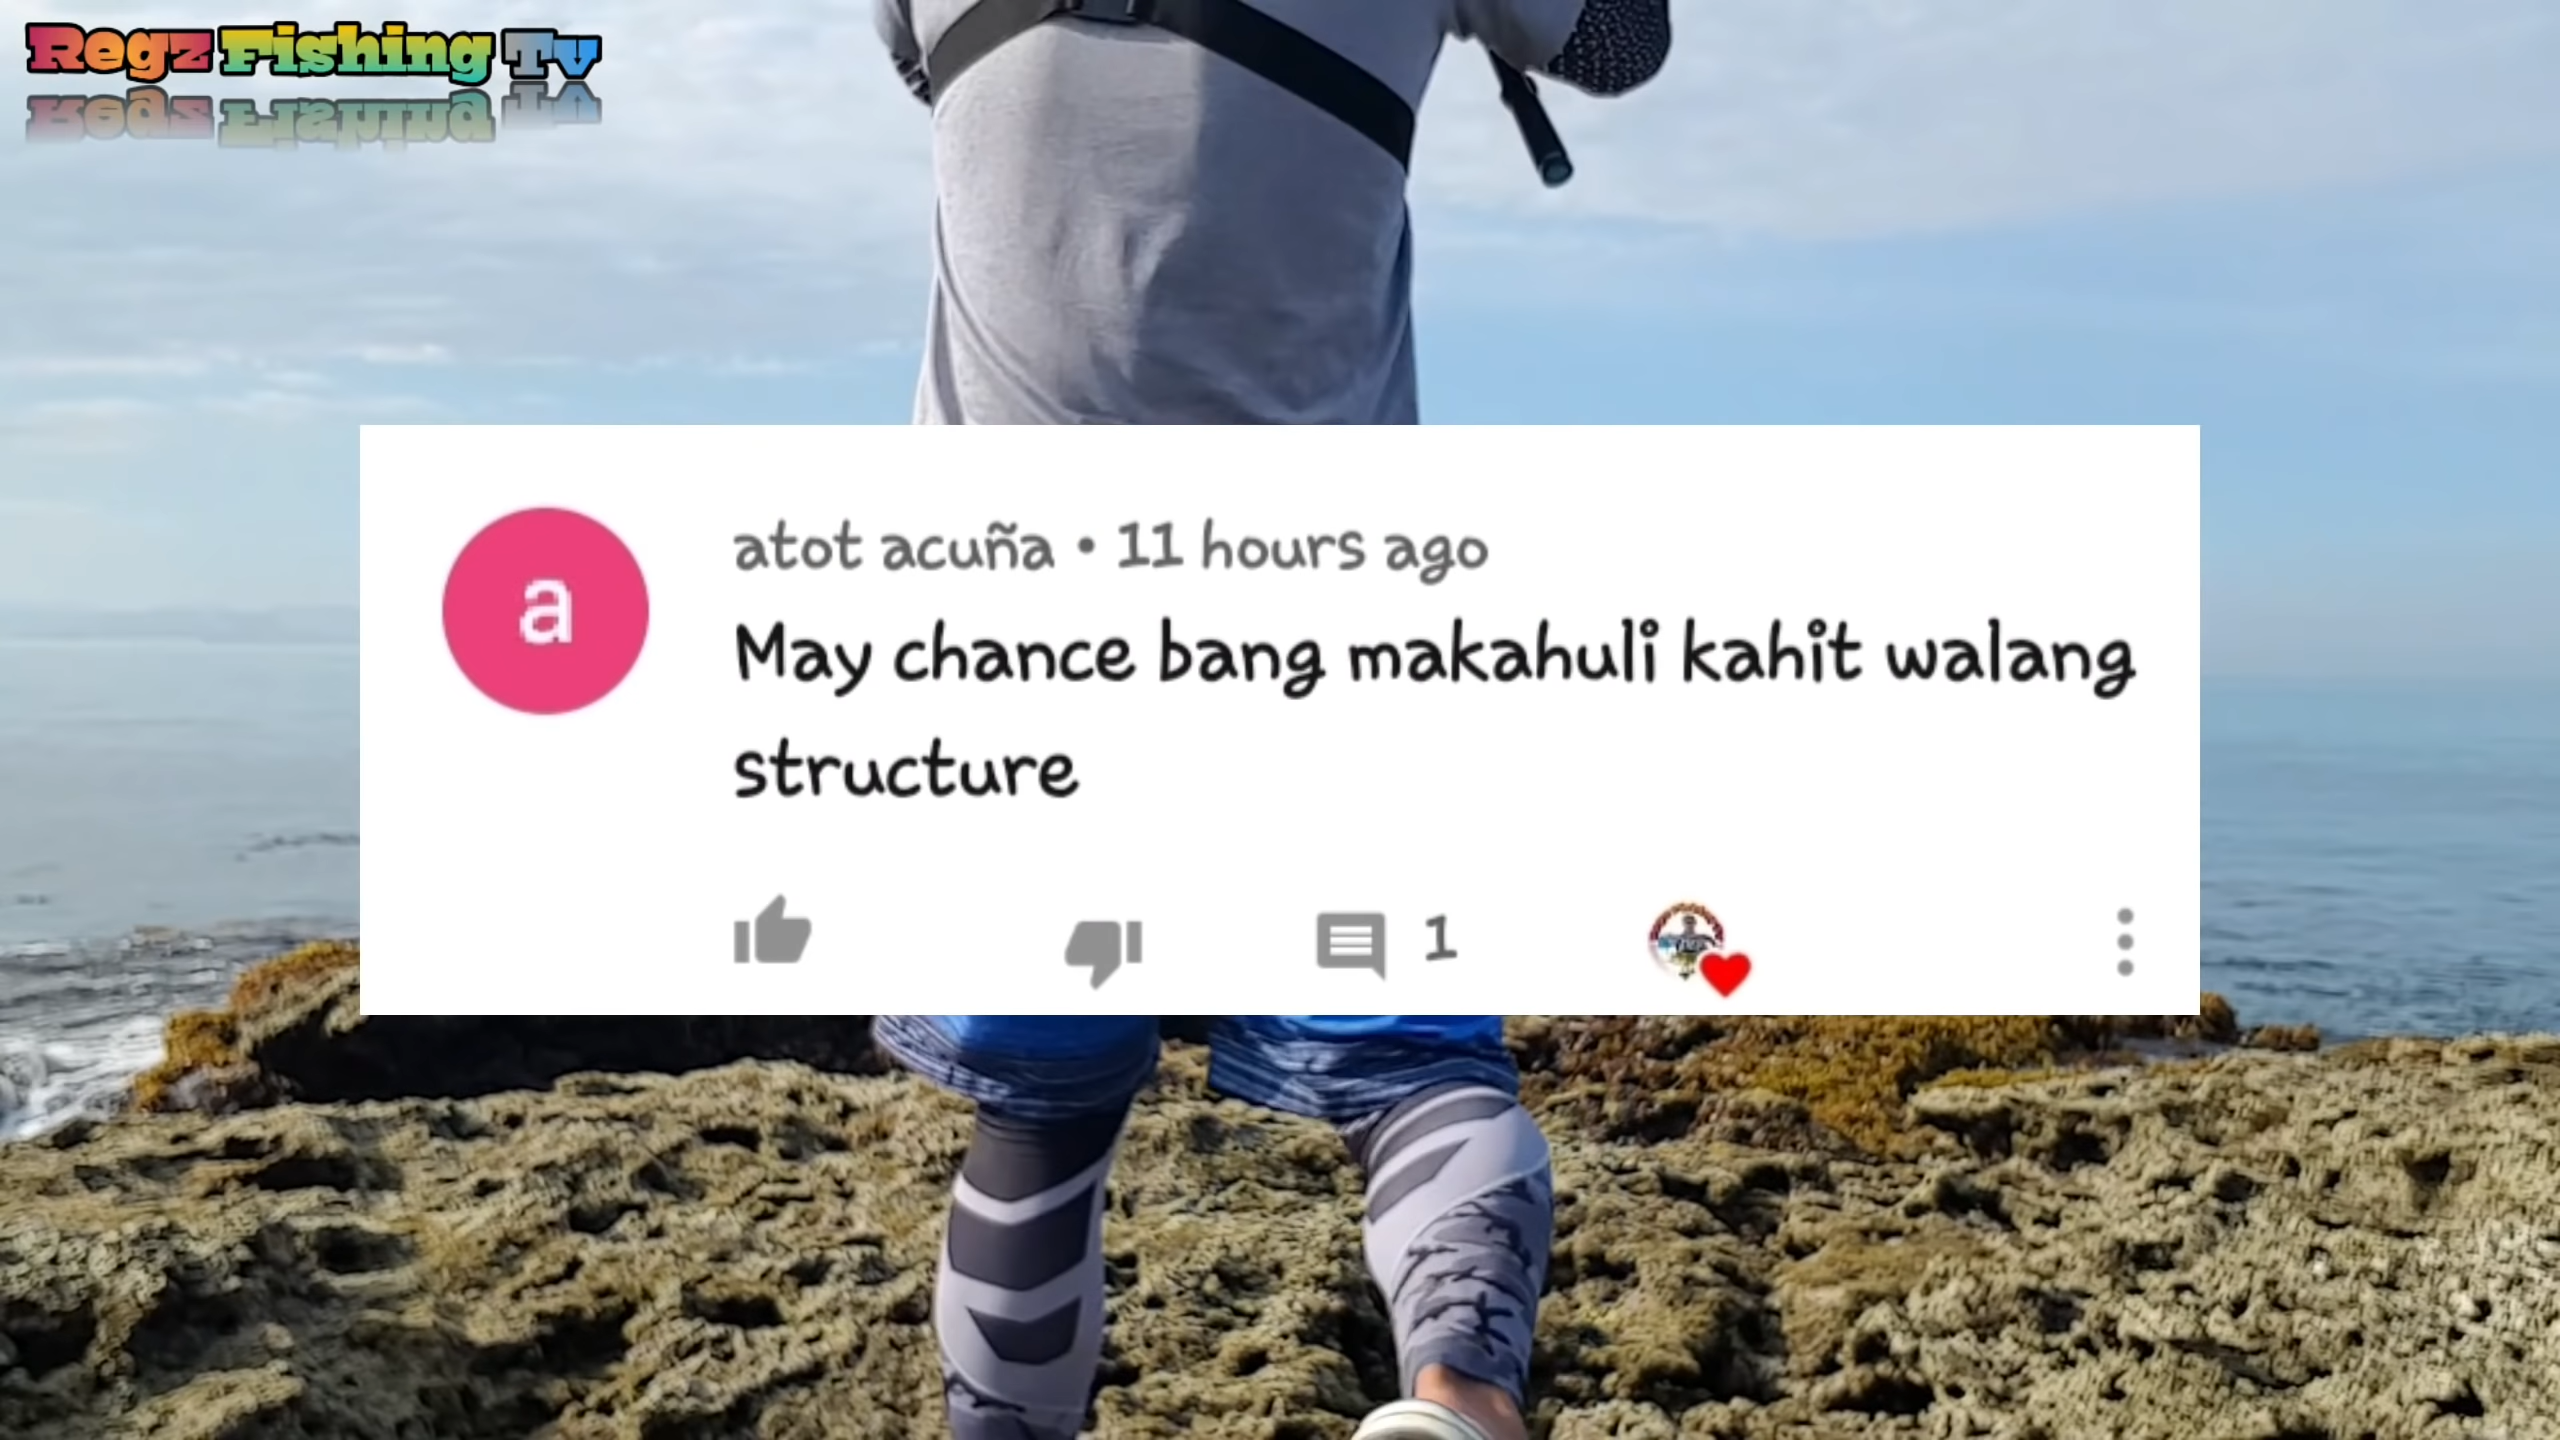 Regz Fishing Tv
a
atot acuña • 11 hours ago
May chance bang makahuli kahit walang
structure
1